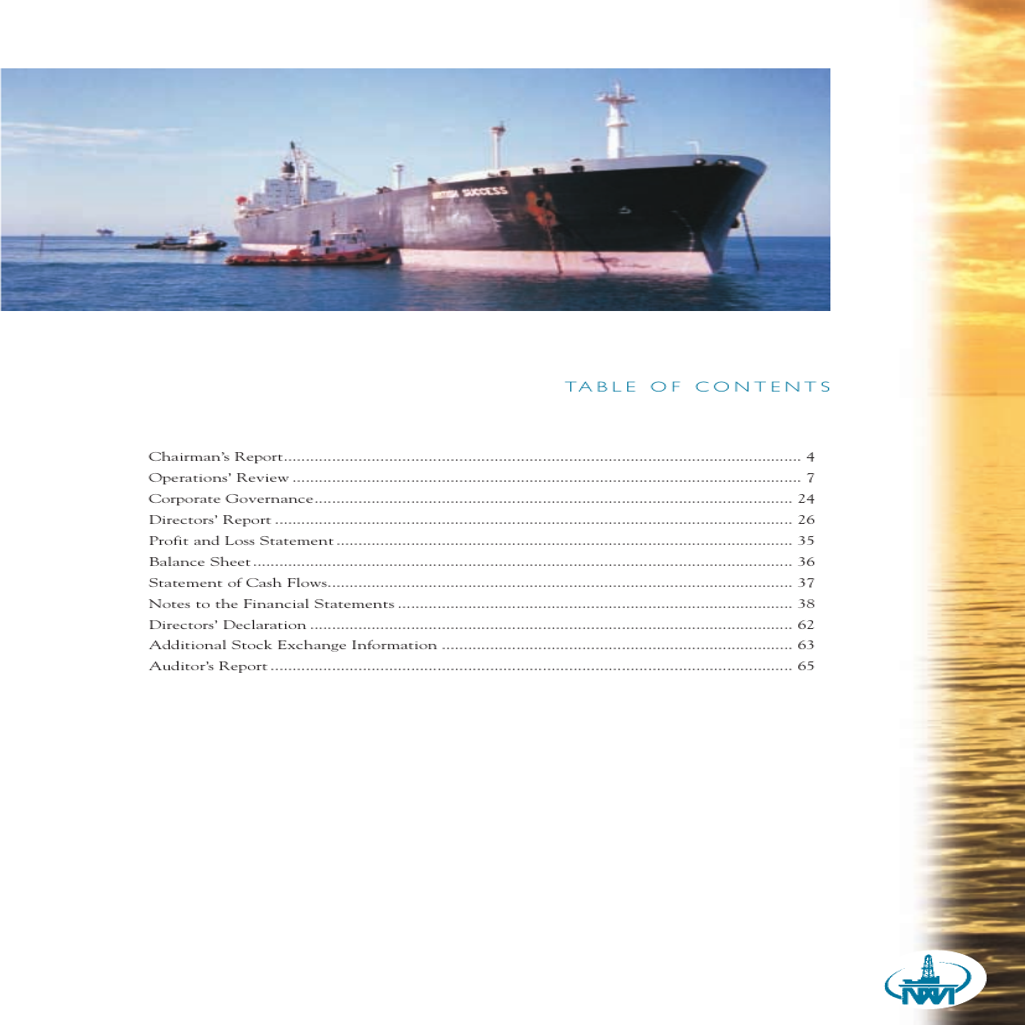 BRITISH SUCCESS
TABLE OF CONTENTS
Chairman’s Report.................................................................................................................... 4
Operations’ Review .................................................................................................................. 7
Corporate Governance............................................................................................................ 24
Directors’ Report ..................................................................................................................... 26
Profit and Loss Statement ....................................................................................................... 35
Balance Sheet .......................................................................................................................... 36
Statement of Cash Flows.......................................................................................................... 37
Notes to the Financial Statements .......................................................................................... 38
Directors’ Declaration ............................................................................................................. 62
Additional Stock Exchange Information ................................................................................ 63
Auditor’s Report ...................................................................................................................... 65